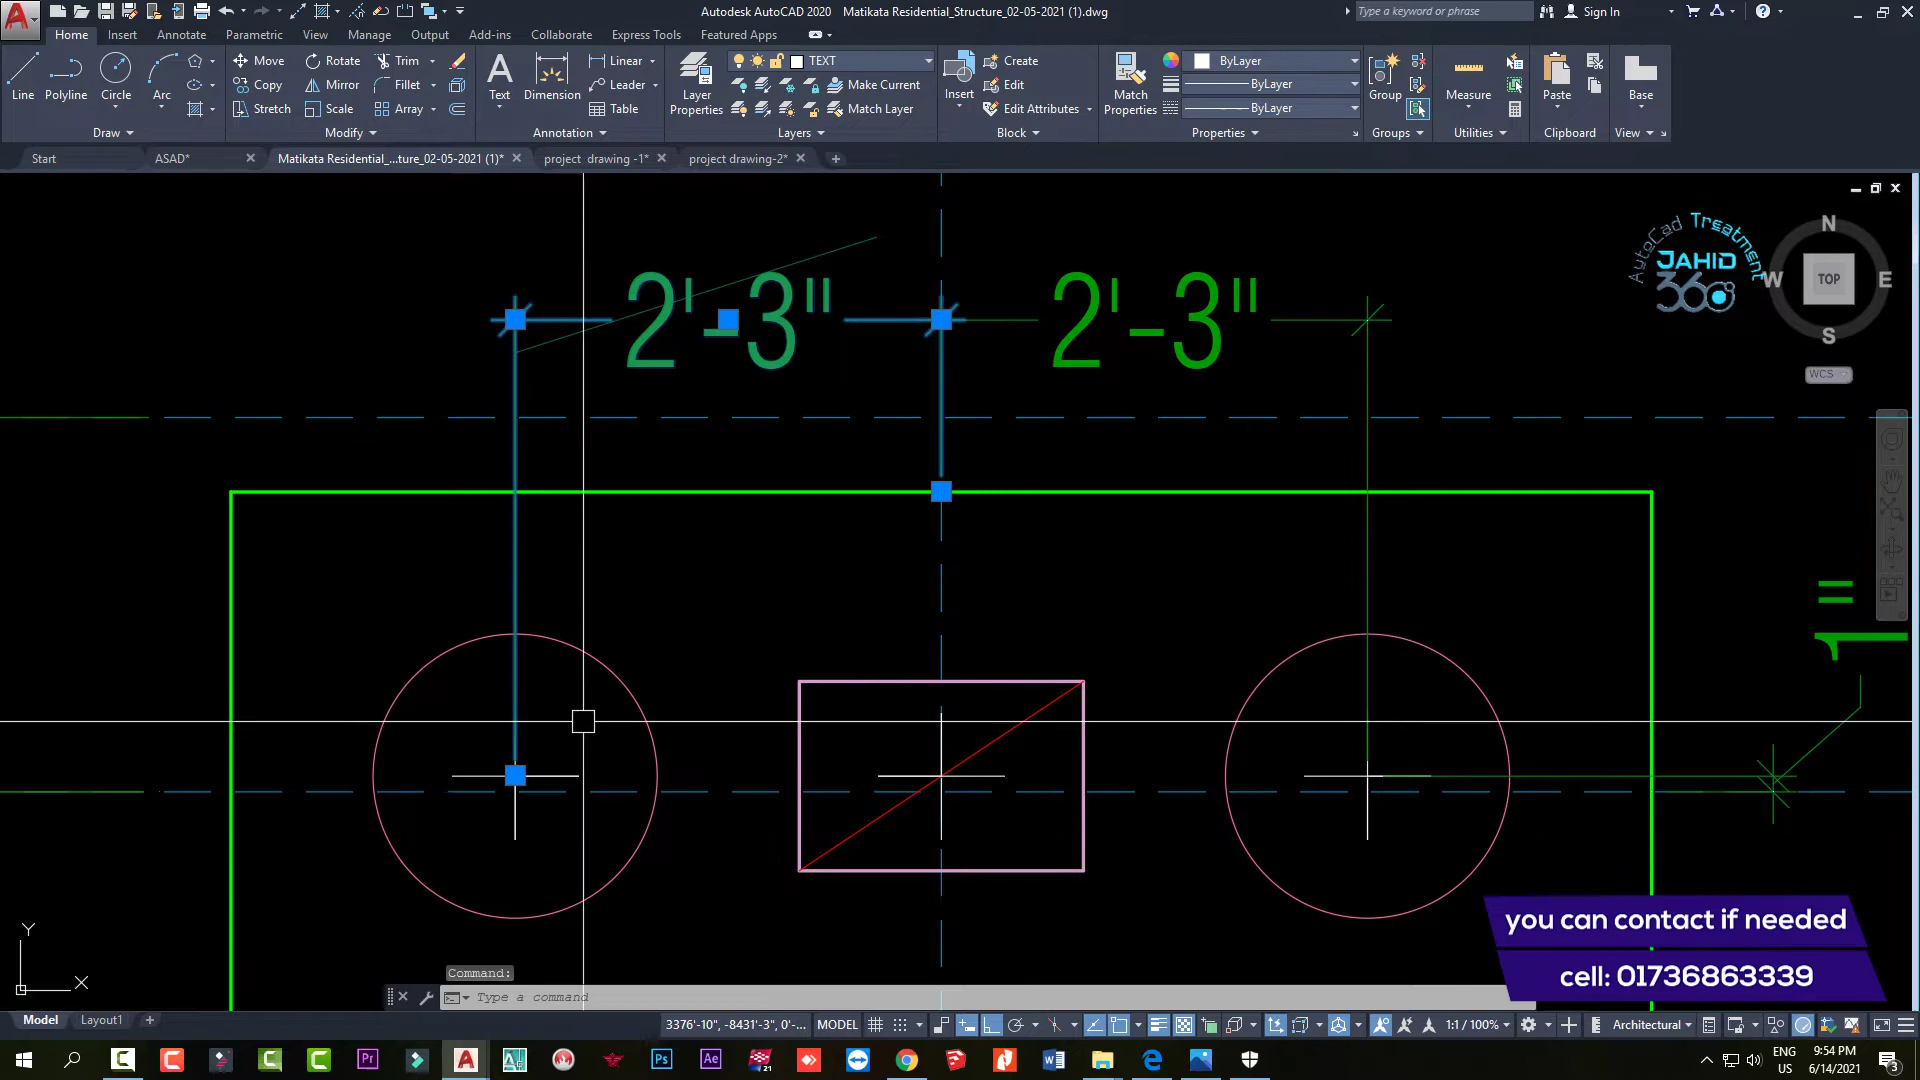 Autodesk AutoCAD 2020 Matikata Residential_Structure_02-05-2021 (1).dwg
Type a keyword or phrase
Sign In
Home Insert Annotate Parametric View Manage Output Add-ins Collaborate Express Tools Featured Apps
Line Polyline Circle Arc
Draw
Move Rotate Trim
Copy Mirror Fillet
Stretch Scale Array
Modify
Text Dimension
Linear
Leader
Table
Annotation
Layer Properties
TEXT
Make Current
Match Layer
Layers
Insert
Create
Edit
Edit Attributes
Block
Match Properties
ByLayer
ByLayer
ByLayer
Properties
Group
Groups
Measure
Utilities
Paste
Clipboard
Base
View
Start ASAD* Matikata Residential_...ture_02-05-2021 (1)* project drawing -1* project drawing-2*
AutoCad Treatment
JAHID
360
N
W TOP E
S
WCS
2'-3" 2'-3"
1"
Y
X
you can contact if needed
cell: 01736863339
Command:
Type a command
Model Layout1
3376'-10", -8431'-3", 0'-... MODEL 1:1 / 100% Architectural
Pr Ps Ae 21
ENG
US
9:54 PM
6/14/2021
3